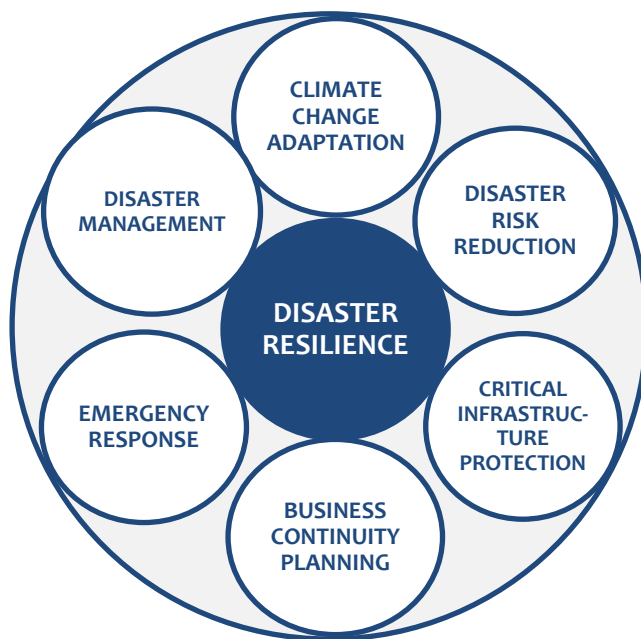 CLIMATE
CHANGE
ADAPTATION
DISASTER
RISK
REDUCTION
CRITICAL
INFRASTRUC-
TURE
PROTECTION
BUSINESS
CONTINUITY
PLANNING
EMERGENCY
RESPONSE
DISASTER
MANAGEMENT
DISASTER
RESILIENCE